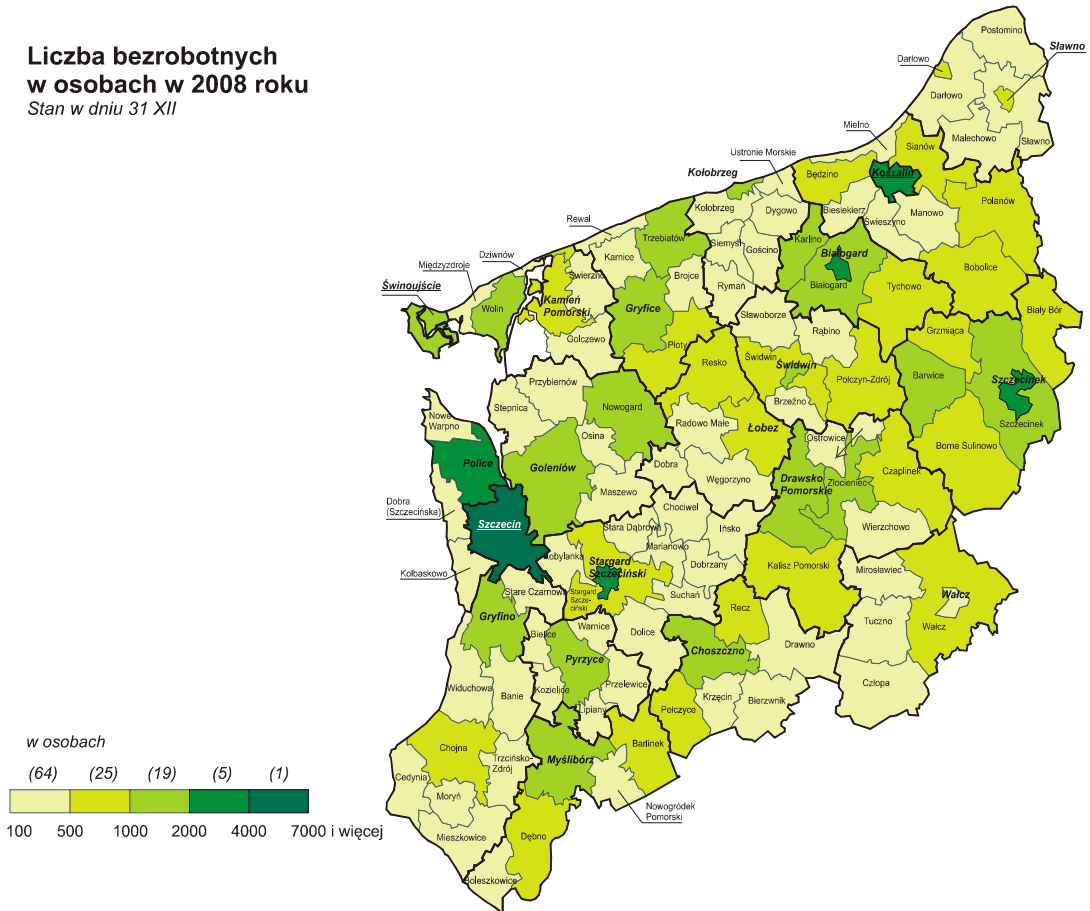 Liczba bezrobotnych
w osobach w 2008 roku
Stan w dniu 31 XII
Postomino
Sławno
Darłowo
Darłowo
Malechowo
Sławno
Mielno
Sianów
Ustronie Morskie
Kołobrzeg
Będzino
Koszalin
Polanów
Kołobrzeg
Dygowo
Biesiekierz
Świeszyno
Manowo
Rewal
Trzebiatów
Siemyśl
Gościno
Karlino
Białogard
Dziwnów
Karnice
Międzyzdroje
Świerzno
Brojce
Rymań
Białogard
Tychowo
Bobolice
Świnoujście
Wolin
Kamień
Pomorski
Gryfice
Sławoborze
Biały Bór
Golczewo
Płoty
Rąbino
Grzmiąca
Resko
Świdwin
Świdwin
Połczyn-Zdrój
Barwice
Szczecinek
Przybiernów
Stepnica
Nowogard
Brzeźno
Nowe
Warpno
Radowo Małe
Łobez
Szczecinek
Osina
Ostrowice
Borne Sulinowo
Police
Goleniów
Dobra
Węgorzyno
Drawsko
Pomorskie
Złocieniec
Czaplinek
Maszewo
Dobra
(Szczecińska)
Szczecin
Chociwel
Ińsko
Wierzchowo
Stara Dąbrowa
Marianowo
Kobylanka
Stargard
Szczeciński
Dobrzany
Kalisz Pomorski
Mirosławiec
Kołbaskowo
Stare Czarnowo
Stargard
Szcze-
ciński
Suchań
Wałcz
Recz
Gryfino
Warnice
Dolice
Tuczno
Wałcz
Bielice
Pyrzyce
Choszczno
Drawno
Widuchowa
Banie
Kozielice
Przelewice
Krzęcin
Bierzwnik
Człopa
Lipiany
Pełczyce
w osobach
Chojna
Trzcińsko-
Zdrój
Myślibórz
Barlinek
(64) (25) (19) (5) (1)
Cedynia
Moryń
Nowogródek
Pomorski
100 500 1000 2000 4000 7000 i więcej
Mieszkowice
Dębno
Boleszkowice